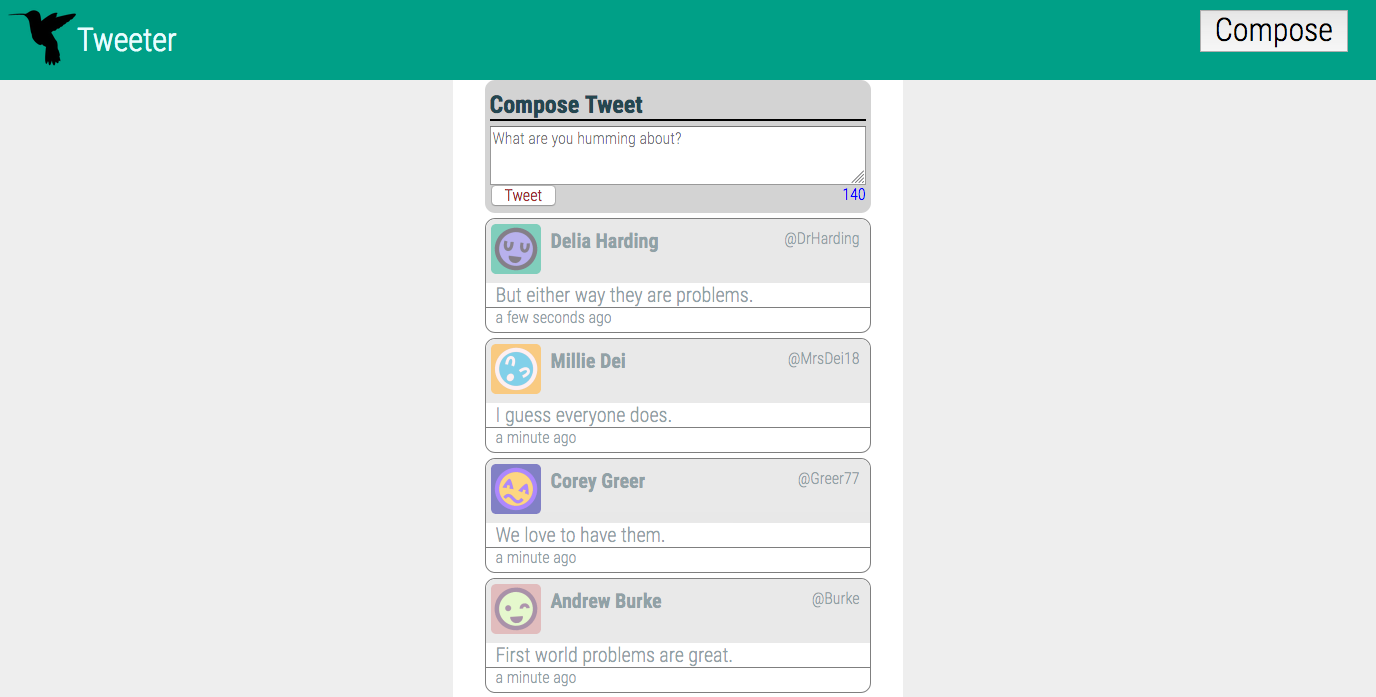 Tweeter
Compose
Compose Tweet
What are you humming about?
Tweet
140
Delia Harding
@DrHarding
But either way they are problems.
a few seconds ago
Millie Dei
@MrsDei18
I guess everyone does.
a minute ago
Corey Greer
@Greer77
We love to have them.
a minute ago
Andrew Burke
@Burke
First world problems are great.
a minute ago